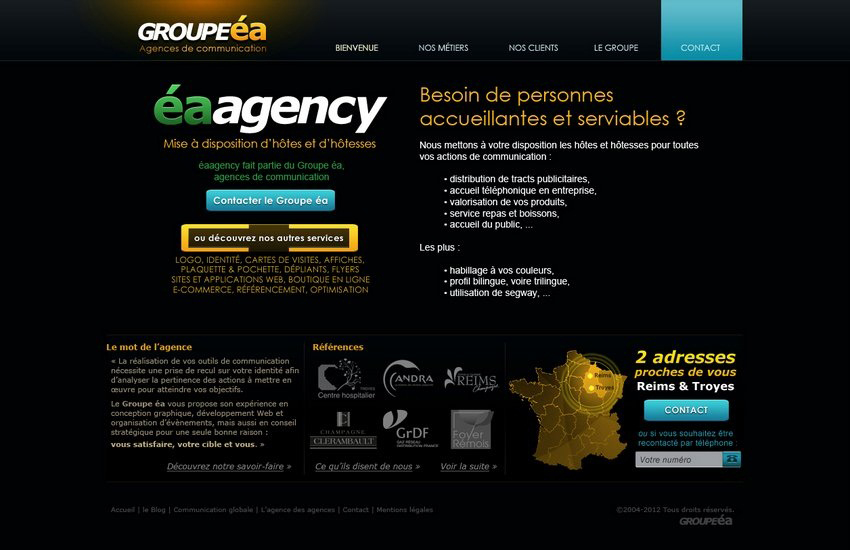 GROUPEéa
Agences de communication
BIENVENUE
NOS MÉTIERS
NOS CLIENTS
LE GROUPE
CONTACT
éaagency
Mise à disposition d'hôtes et d'hôtesses
éaagency fait partie du Groupe éa,
agences de communication
Contacter le Groupe éa
ou découvrez nos autres services
LOGO, IDENTITÉ, CARTES DE VISITES, AFFICHES,
PLAQUETTE & POCHETTE, DÉPLIANTS, FLYERS
SITES ET APPLICATIONS WEB, BOUTIQUE EN LIGNE
E-COMMERCE, RÉFÉRENCEMENT, OPTIMISATION
Besoin de personnes
accueillantes et serviables ?
Nous mettons à votre disposition les hôtes et hôtesses pour toutes
vos actions de communication :
• distribution de tracts publicitaires,
• accueil téléphonique en entreprise,
• valorisation de vos produits,
• service repas et boissons,
• accueil du public, ...
Les plus :
• habillage à vos couleurs,
• profil bilingue, voire trilingue,
• utilisation de segway, ...
Le mot de l'agence
« La réalisation de vos outils de communication
nécessite une prise de recul sur votre identité afin
d'analyser la pertinence des actions à mettre en
œuvre pour atteindre vos objectifs.
Le Groupe éa vous propose son expérience en
conception graphique, développement Web et
organisation d'évènements, mais aussi en conseil
stratégique pour une seule bonne raison :
vous satisfaire, votre cible et vous. »
Découvrez notre savoir-faire »
Références
TROYES
Centre hospitalier
ANDRA
REIMS
CHAMPAGNE
CLERAMBAULT
GrDF
GAZ RÉSEAU
DISTRIBUTION FRANCE
Foyer
Rémois
Ce qu'ils disent de nous »
Voir la suite »
Reims
Troyes
2 adresses
proches de vous
Reims & Troyes
CONTACT
ou si vous souhaitez être
recontacté par téléphone :
Votre numéro
Accueil | le Blog | Communication globale | L'agence des agences | Contact | Mentions légales
©2004-2012 Tous droits réservés.
GROUPEéa